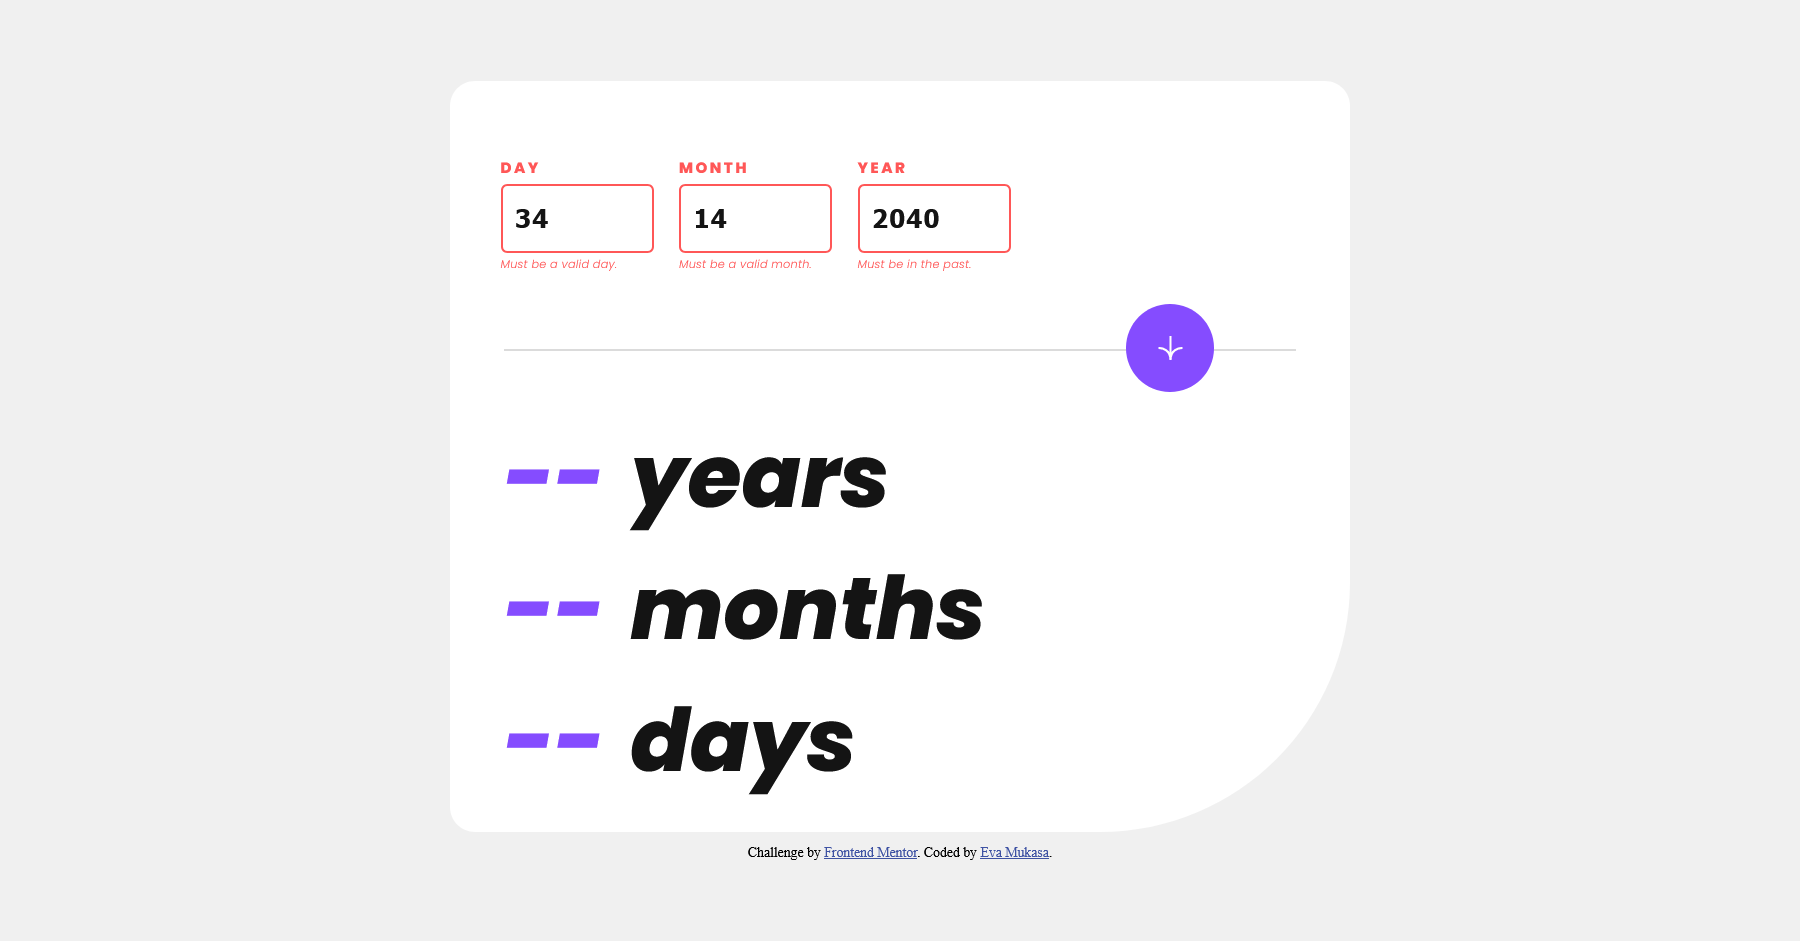 DAY MONTH YEAR
34 14 2040
Must be a valid day. Must be a valid month. Must be in the past.
-- years
-- months
-- days
Challenge by Frontend Mentor. Coded by Eva Mukasa.